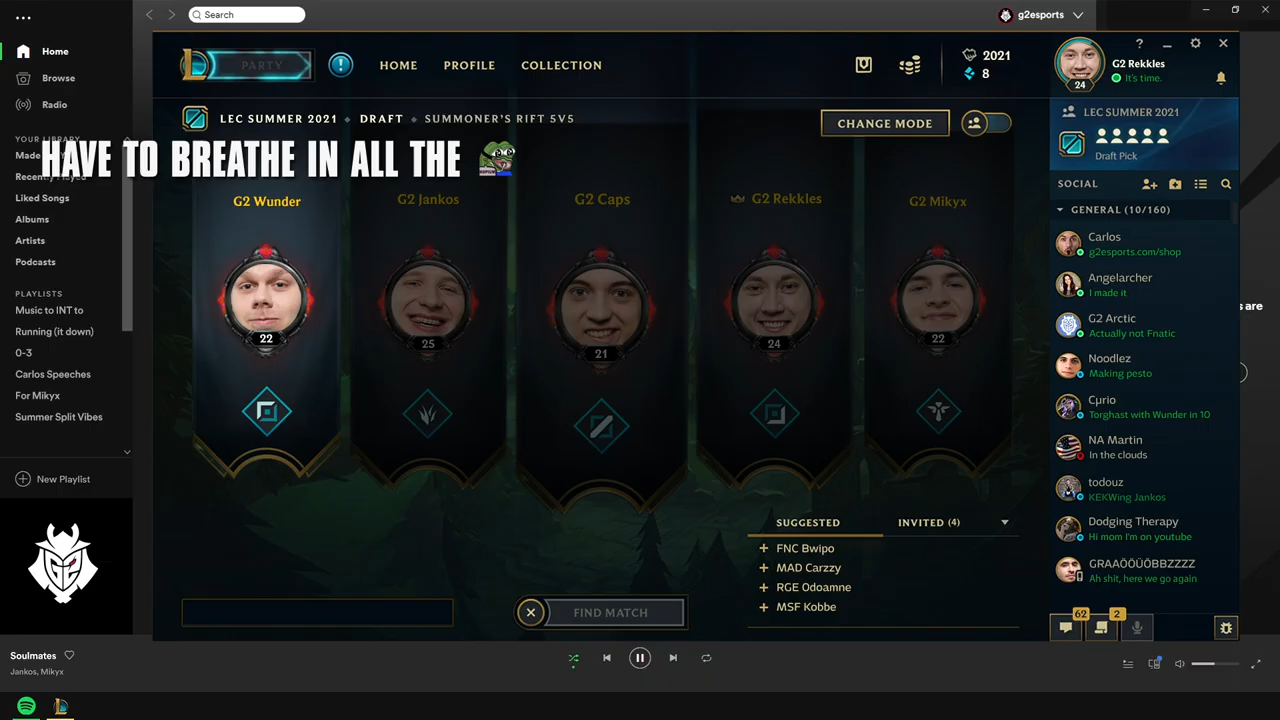 Search
g2esports
Home
Browse
Radio
YOUR LIBRARY
Made
Recently Played
Liked Songs
Albums
Artists
Podcasts
PLAYLISTS
Music to INT to
Running (it down)
0-3
Carlos Speeches
For Mikyx
Summer Split Vibes
New Playlist
Soulmates
Jankos, Mikyx
PARTY
HOME
PROFILE
COLLECTION
2021
8
LEC SUMMER 2021 ◆ DRAFT ◆ SUMMONER'S RIFT 5V5
CHANGE MODE
HAVE TO BREATHE IN ALL THE
G2 Wunder
22
G2 Jankos
25
G2 Caps
21
G2 Rekkles
24
G2 Mikyx
22
SUGGESTED
INVITED (4)
+ FNC Bwipo
+ MAD Carzzy
+ RGE Odoamne
+ MSF Kobbe
FIND MATCH
G2 Rekkles
It's time.
24
LEC SUMMER 2021
Draft Pick
SOCIAL
GENERAL (10/160)
Carlos
g2esports.com/shop
Angelarcher
I made it
G2 Arctic
Actually not Fnatic
Noodlez
Making pesto
Cyrio
Torghast with Wunder in 10
NA Martin
In the clouds
todouz
KEKWing Jankos
Dodging Therapy
Hi mom I'm on youtube
GRAAÖÖÜÖBBZZZZ
Ah shit, here we go again
62
2
s are